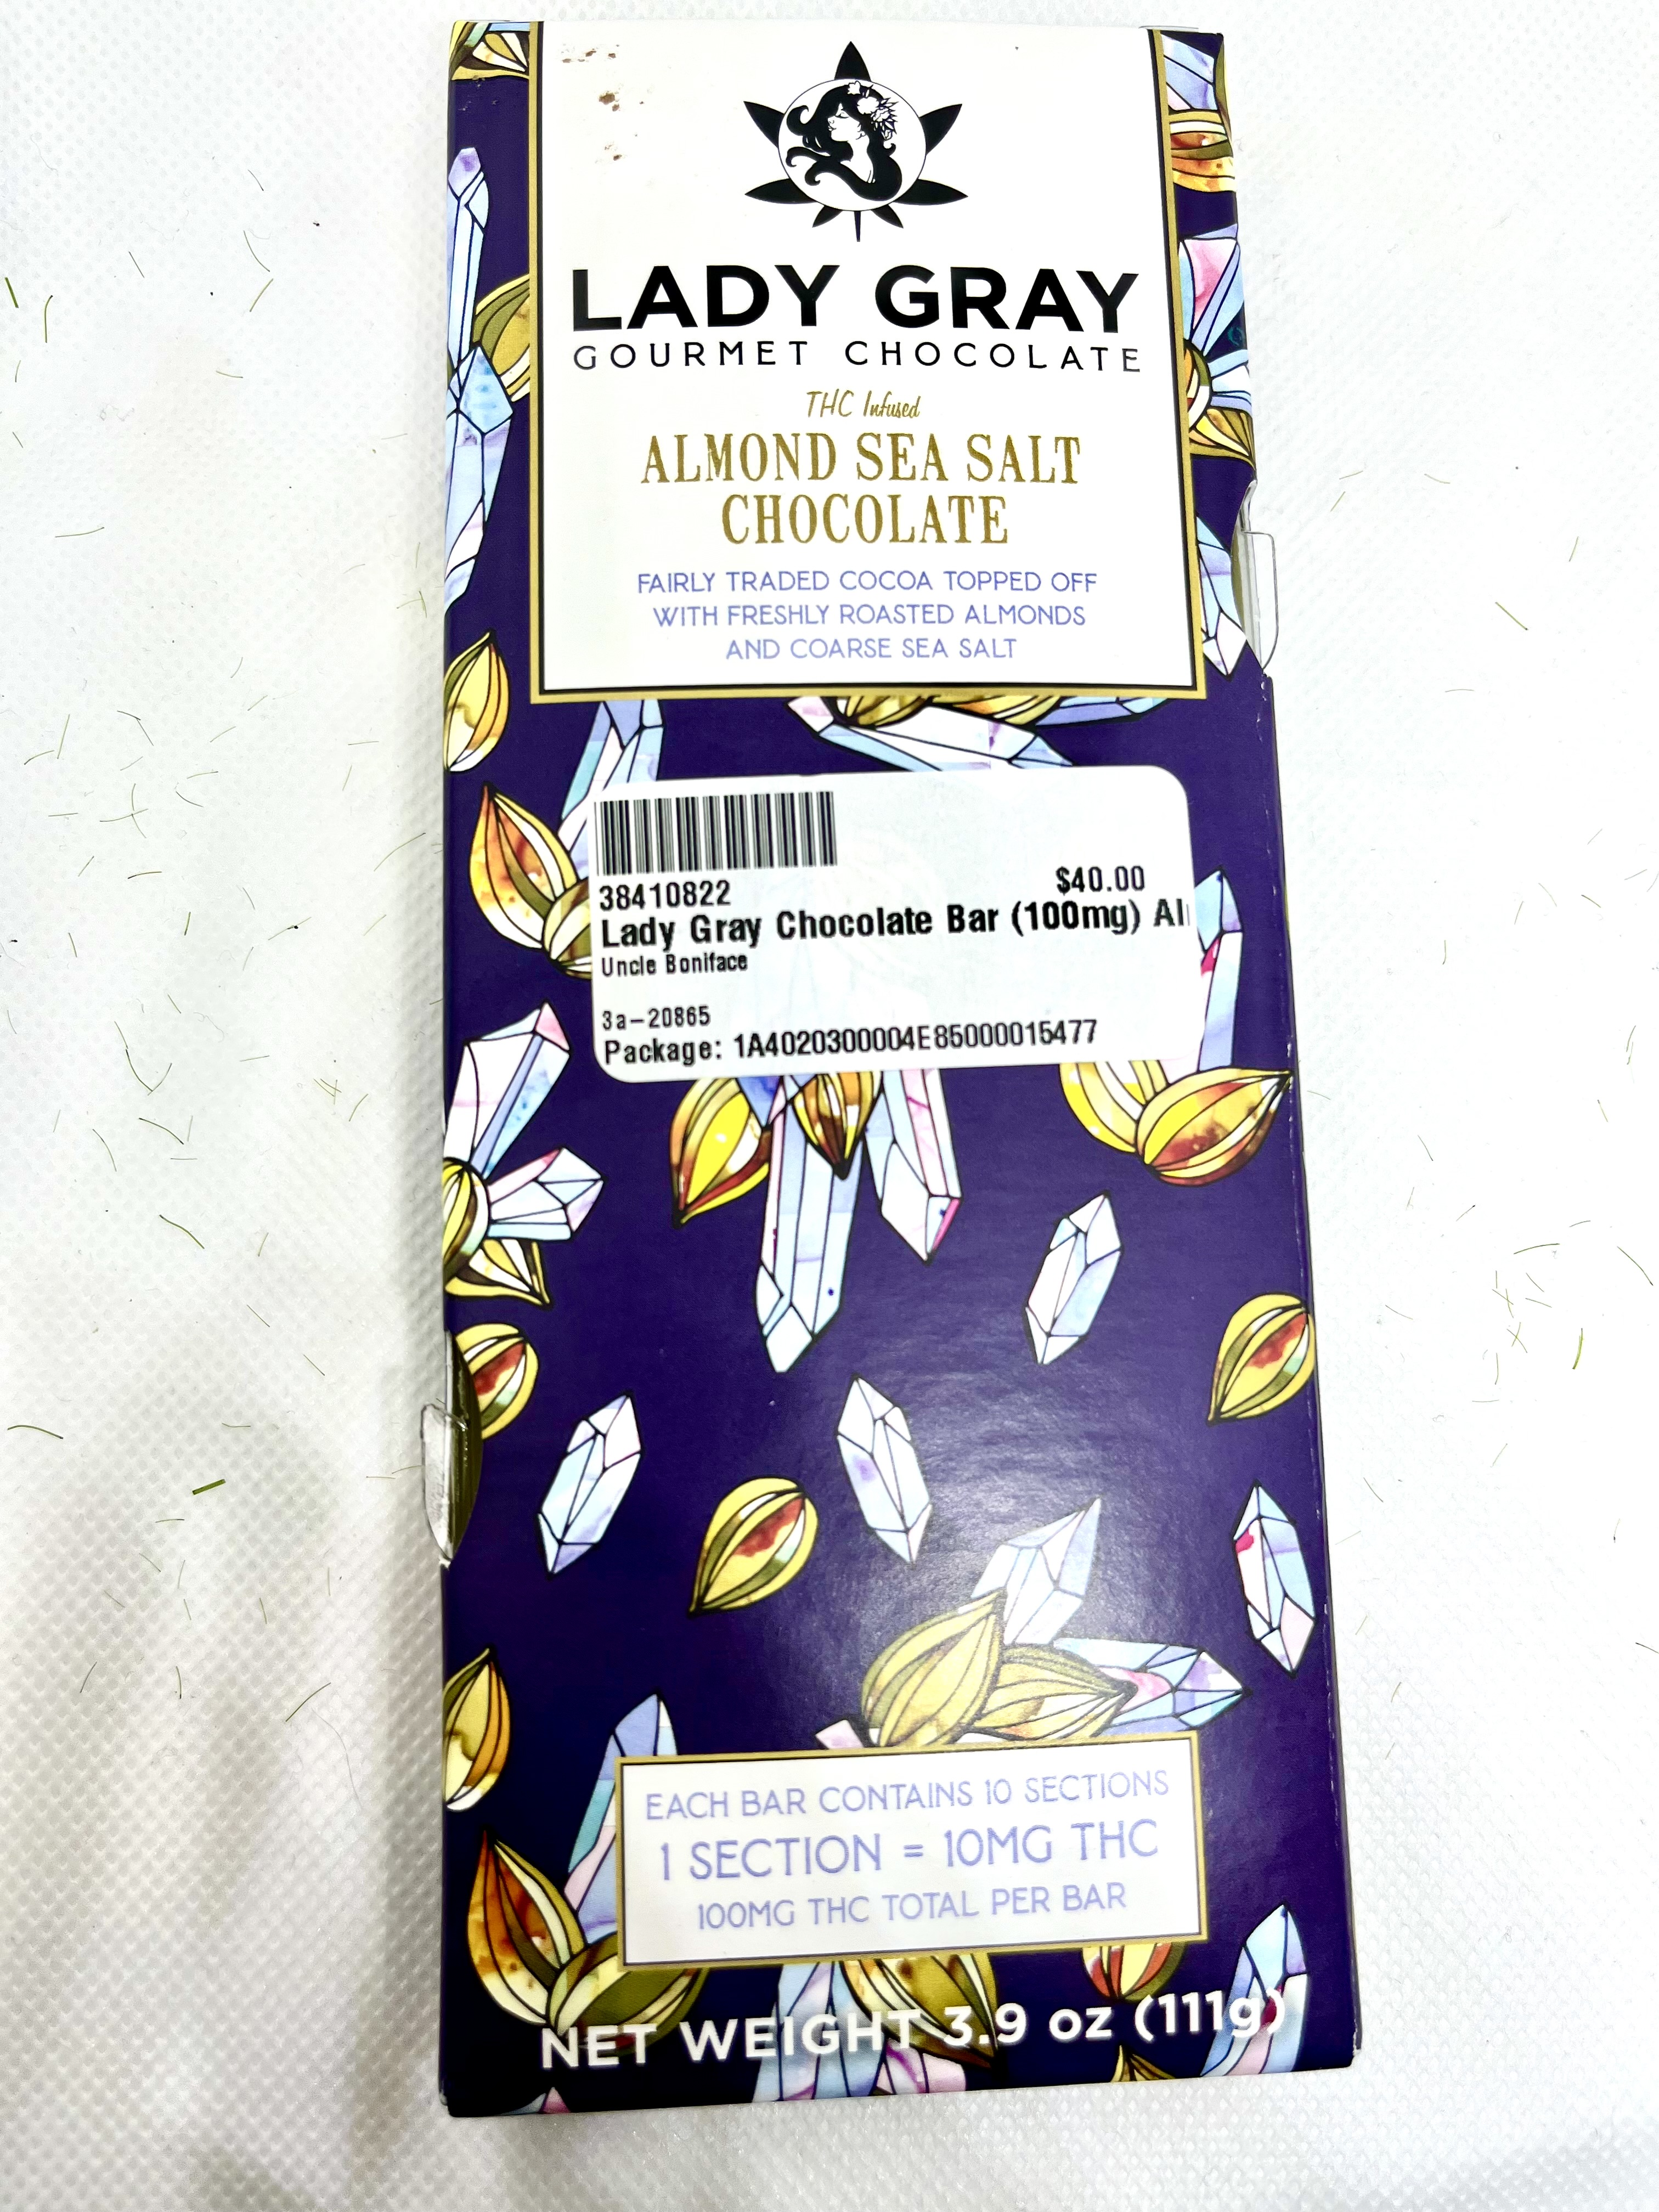 LADY GRAY
GOURMET CHOCOLATE
THC Infused
ALMOND SEA SALT
CHOCOLATE
FAIRLY TRADED COCOA TOPPED OFF
WITH FRESHLY ROASTED ALMONDS
AND COARSE SEA SALT
38410822 $40.00
Lady Gray Chocolate Bar (100mg) Al
Uncle Boniface
3a-20865
Package: 1A4020300004E85000015477
EACH BAR CONTAINS 10 SECTIONS
1 SECTION = 10MG THC
100MG THC TOTAL PER BAR
NET WEIGHT 3.9 oz (111g)